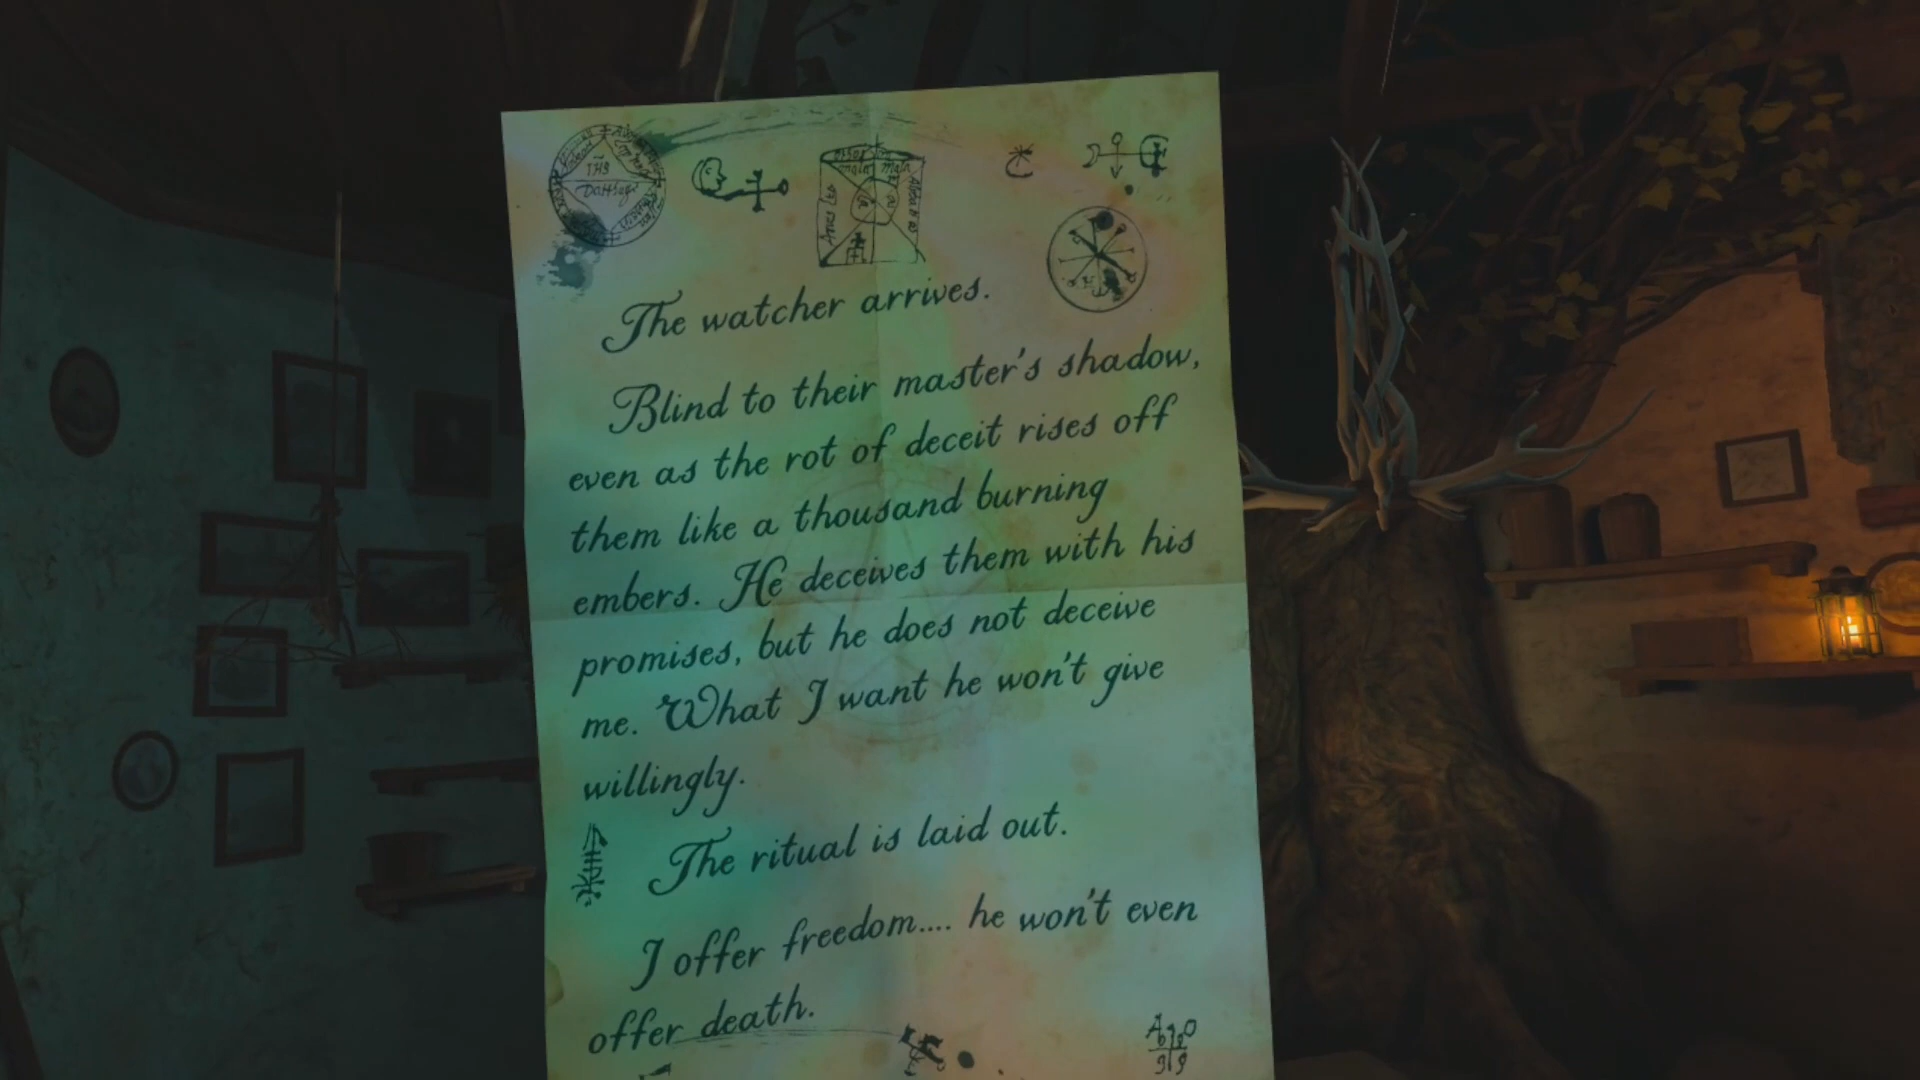 The watcher arrives.
Blind to their master's shadow,
even as the rot of deceit rises off
them like a thousand burning
embers. He deceives them with his
promises, but he does not deceive
me. What I want he won't give
willingly.
The ritual is laid out.
I offer freedom.... he won't even
offer death.